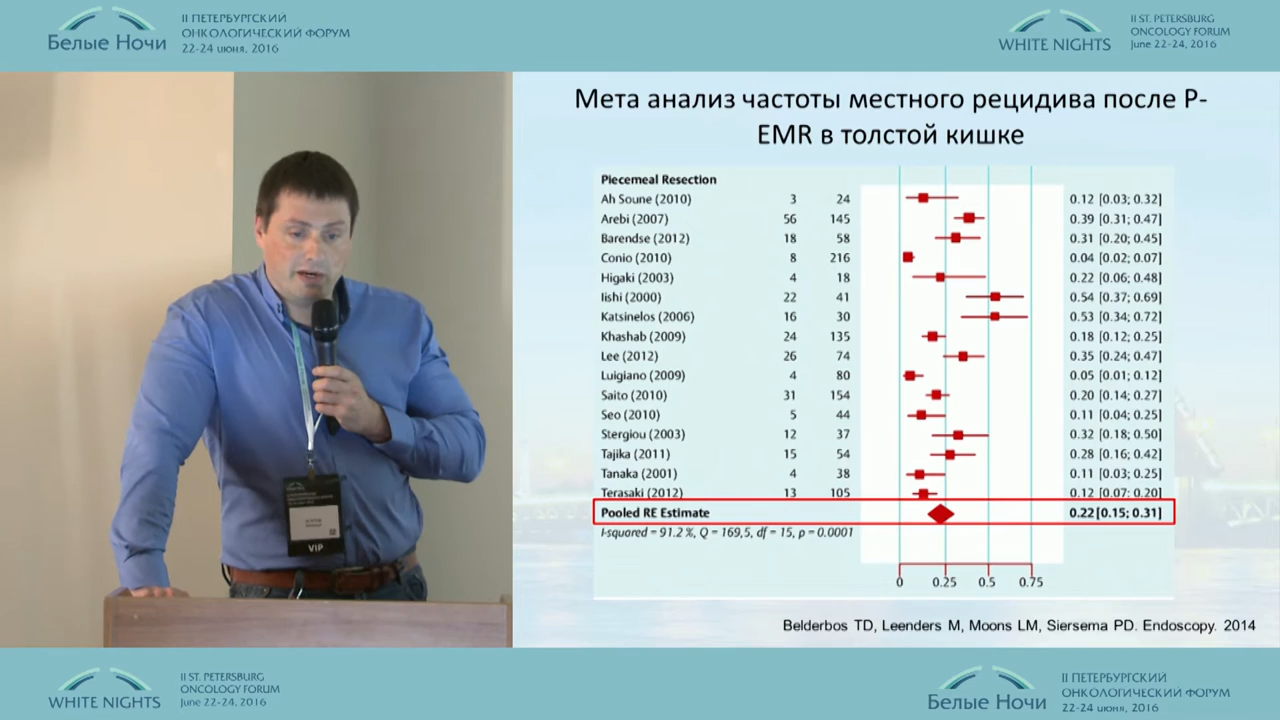 Белые Ночи
II ПЕТЕРБУРГСКИЙ
ОНКОЛОГИЧЕСКИЙ ФОРУМ
22-24 июня, 2016
WHITE NIGHTS
II ST. PETERSBURG
ONCOLOGY FORUM
June 22-24, 2016
Мета анализ частоты местного рецидива после P-
EMR в толстой кишке
Piecemeal Resection
Ah Soune (2010) 3 24 0.12 [0.03; 0.32]
Arebi (2007) 56 145 0.39 [0.31; 0.47]
Barendse (2012) 18 58 0.31 [0.20; 0.45]
Conio (2010) 8 216 0.04 [0.02; 0.07]
Higaki (2003) 4 18 0.22 [0.06; 0.48]
Iishi (2000) 22 41 0.54 [0.37; 0.69]
Katsinelos (2006) 16 30 0.53 [0.34; 0.72]
Khashab (2009) 24 135 0.18 [0.12; 0.25]
Lee (2012) 26 74 0.35 [0.24; 0.47]
Luigiano (2009) 4 80 0.05 [0.01; 0.12]
Saito (2010) 31 154 0.20 [0.14; 0.27]
Seo (2010) 5 44 0.11 [0.04; 0.25]
Stergiou (2003) 12 37 0.32 [0.18; 0.50]
Tajika (2011) 15 54 0.28 [0.16; 0.42]
Tanaka (2001) 4 38 0.11 [0.03; 0.25]
Terasaki (2012) 13 105 0.12 [0.07; 0.20]
Pooled RE Estimate 0.22 [0.15; 0.31]
I-squared = 91.2 %, Q = 169,5, df = 15, p = 0.0001
0 0.25 0.5 0.75
Belderbos TD, Leenders M, Moons LM, Siersema PD. Endoscopy. 2014
VIP
WHITE NIGHTS
II ST. PETERSBURG
ONCOLOGY FORUM
June 22-24, 2016
Белые Ночи
II ПЕТЕРБУРГСКИЙ
ОНКОЛОГИЧЕСКИЙ ФОРУМ
22-24 июня, 2016